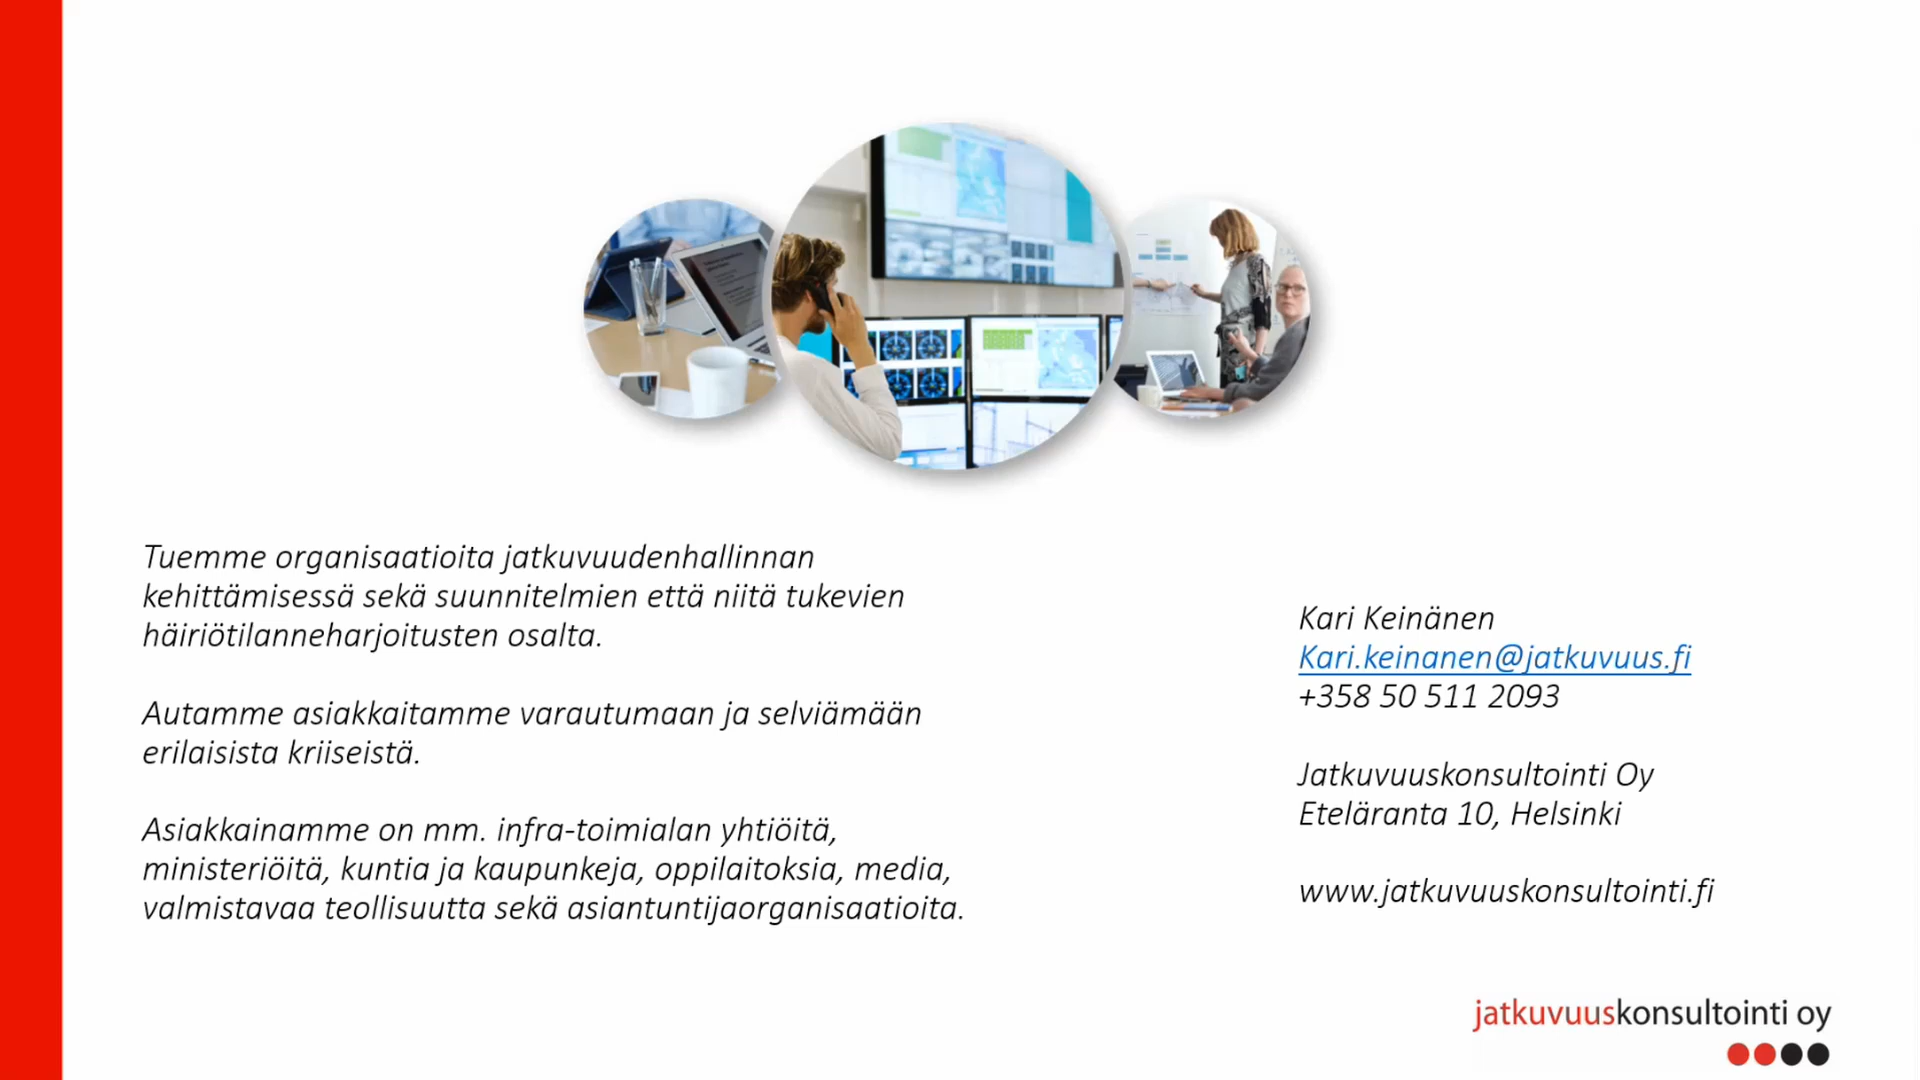 Tuemme organisaatioita jatkuvuudenhallinnan
kehittämisessä sekä suunnitelmien että niitä tukevien
häiriötilanneharjoitusten osalta.
Autamme asiakkaitamme varautumaan ja selviämään
erilaisista kriiseistä.
Asiakkainamme on mm. infra-toimialan yhtiöitä,
ministeriöitä, kuntia ja kaupunkeja, oppilaitoksia, media,
valmistavaa teollisuutta sekä asiantuntijaorganisaatioita.
Kari Keinänen
Kari.keinanen@jatkuvuus.fi
+358 50 511 2093
Jatkuvuuskonsultointi Oy
Eteläranta 10, Helsinki
www.jatkuvuuskonsultointi.fi
jatkuvuuskonsultointi oy